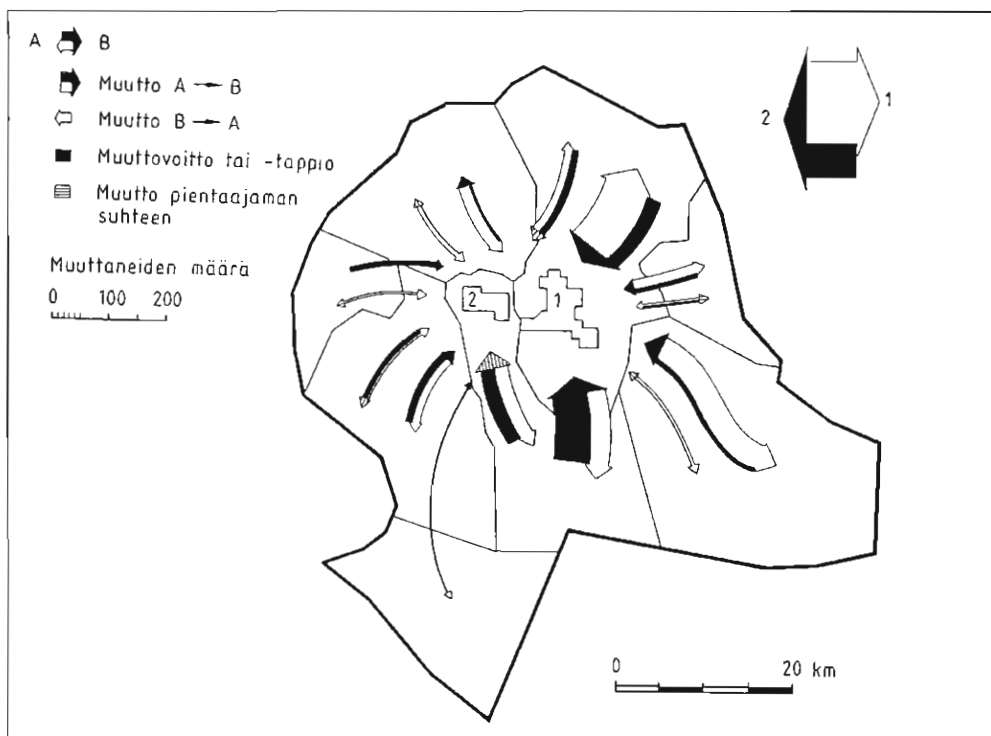 A B
Muutto A → B
Muutto B → A
Muuttovoitto tai -tappio
Muutto pientaajaman
suhteen
Muuttaneiden määrä
0 100 200
2 1
2 1
0 20 km